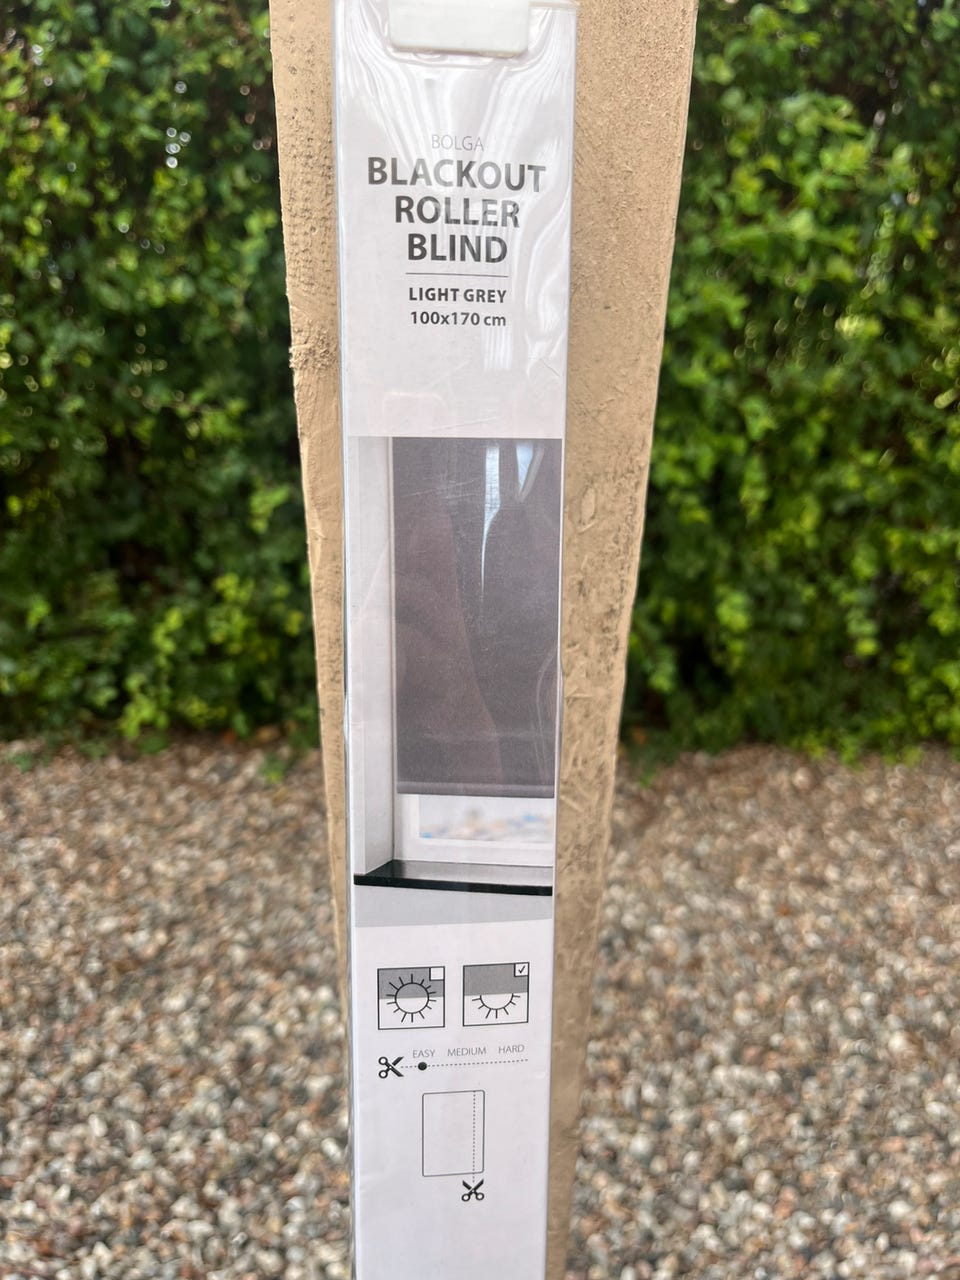 BOLGA
BLACKOUT
ROLLER
BLIND
LIGHT GREY
100x170 cm
EASY MEDIUM HARD